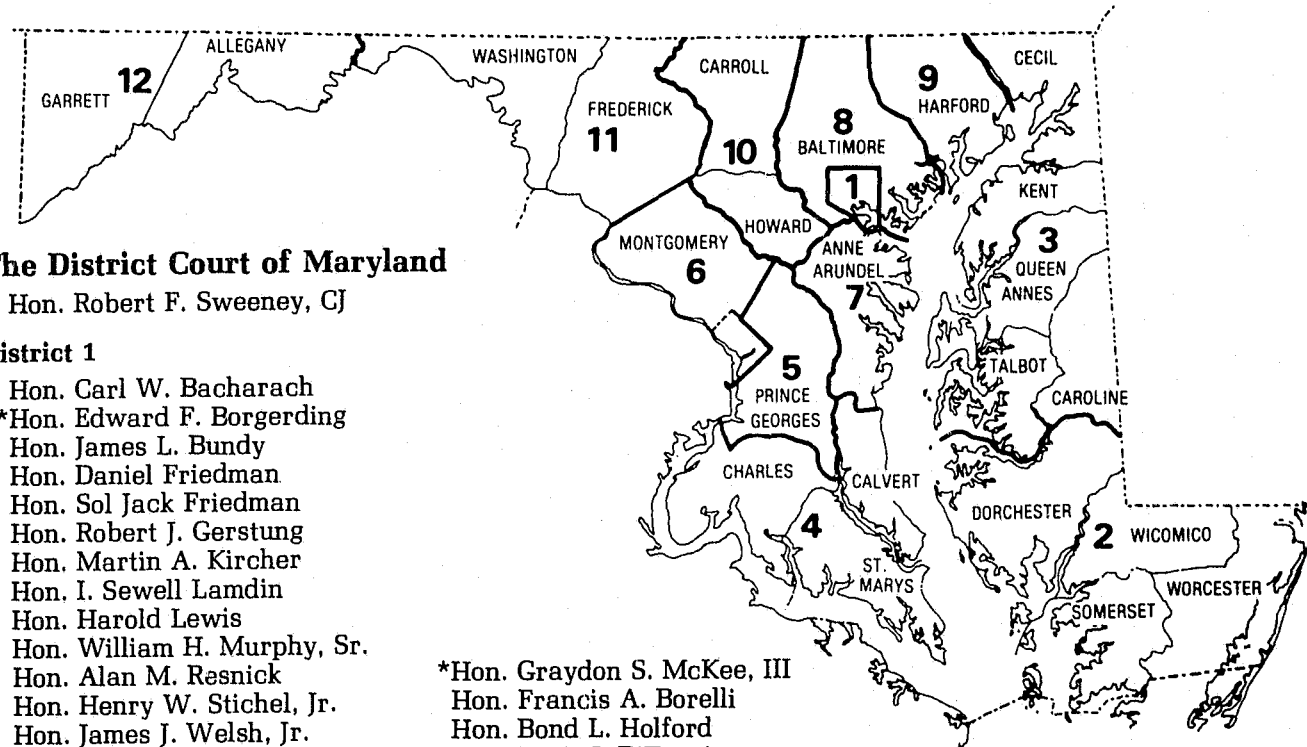 ALLEGANY
WASHINGTON
CARROLL
CECIL
12
GARRETT
9
HARFORD
FREDERICK
8
11
10
BALTIMORE
1
KENT
HOWARD
3
MONTGOMERY
ANNE
ARUNDEL
QUEEN
ANNES
6
7
TALBOT
5
PRINCE
GEORGES
CAROLINE
CHARLES
CALVERT
DORCHESTER
4
2
WICOMICO
ST.
MARYS
SOMERSET
WORCESTER
he District Court of Maryland
Hon. Robert F. Sweeney, CJ
istrict 1
Hon. Carl W. Bacharach
*Hon. Edward F. Borgerding
Hon. James L. Bundy
Hon. Daniel Friedman
Hon. Sol Jack Friedman
Hon. Robert J. Gerstung
Hon. Martin A. Kircher
Hon. I. Sewell Lamdin
Hon. Harold Lewis
Hon. William H. Murphy, Sr.
Hon. Alan M. Resnick
Hon. Henry W. Stichel, Jr.
Hon. James J. Welsh, Jr.
*Hon. Graydon S. McKee, III
Hon. Francis A. Borelli
Hon. Bond L. Holford